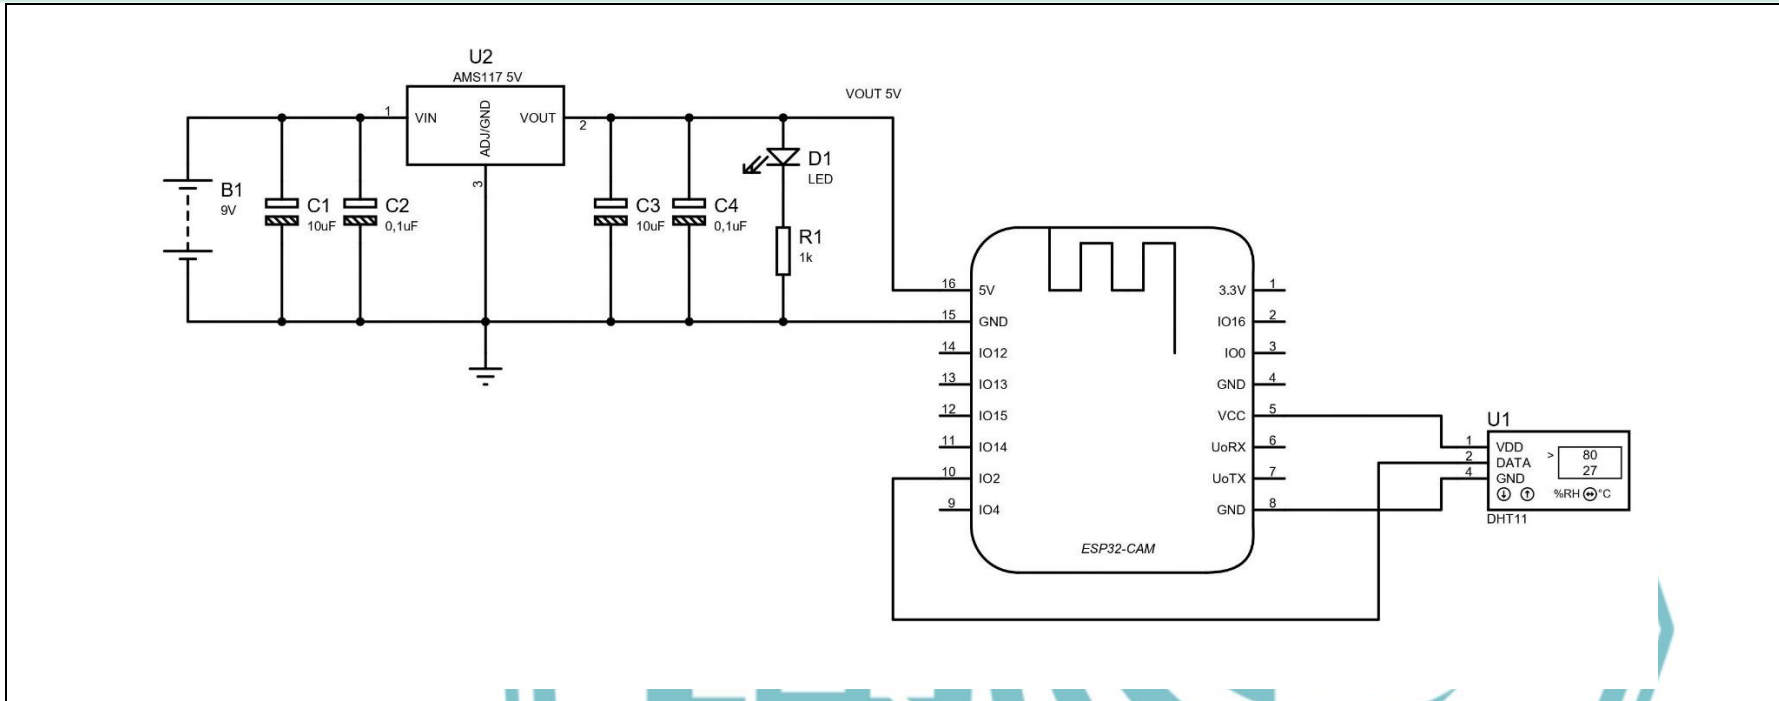 U2
AMS117 5V
VOUT 5V
1
VIN
ADJ/GND
VOUT
2
3
B1
9V
C1
10uF
C2
0,1uF
C3
10uF
C4
0,1uF
D1
LED
R1
1k
16 5V
15 GND
14 IO12
13 IO13
12 IO15
11 IO14
10 IO2
9 IO4
3.3V 1
IO16 2
IO0 3
GND 4
VCC 5
UoRX 6
UoTX 7
GND 8
ESP32-CAM
U1
1 VDD
2 DATA
4 GND
> 80
27
%RH °C
DHT11